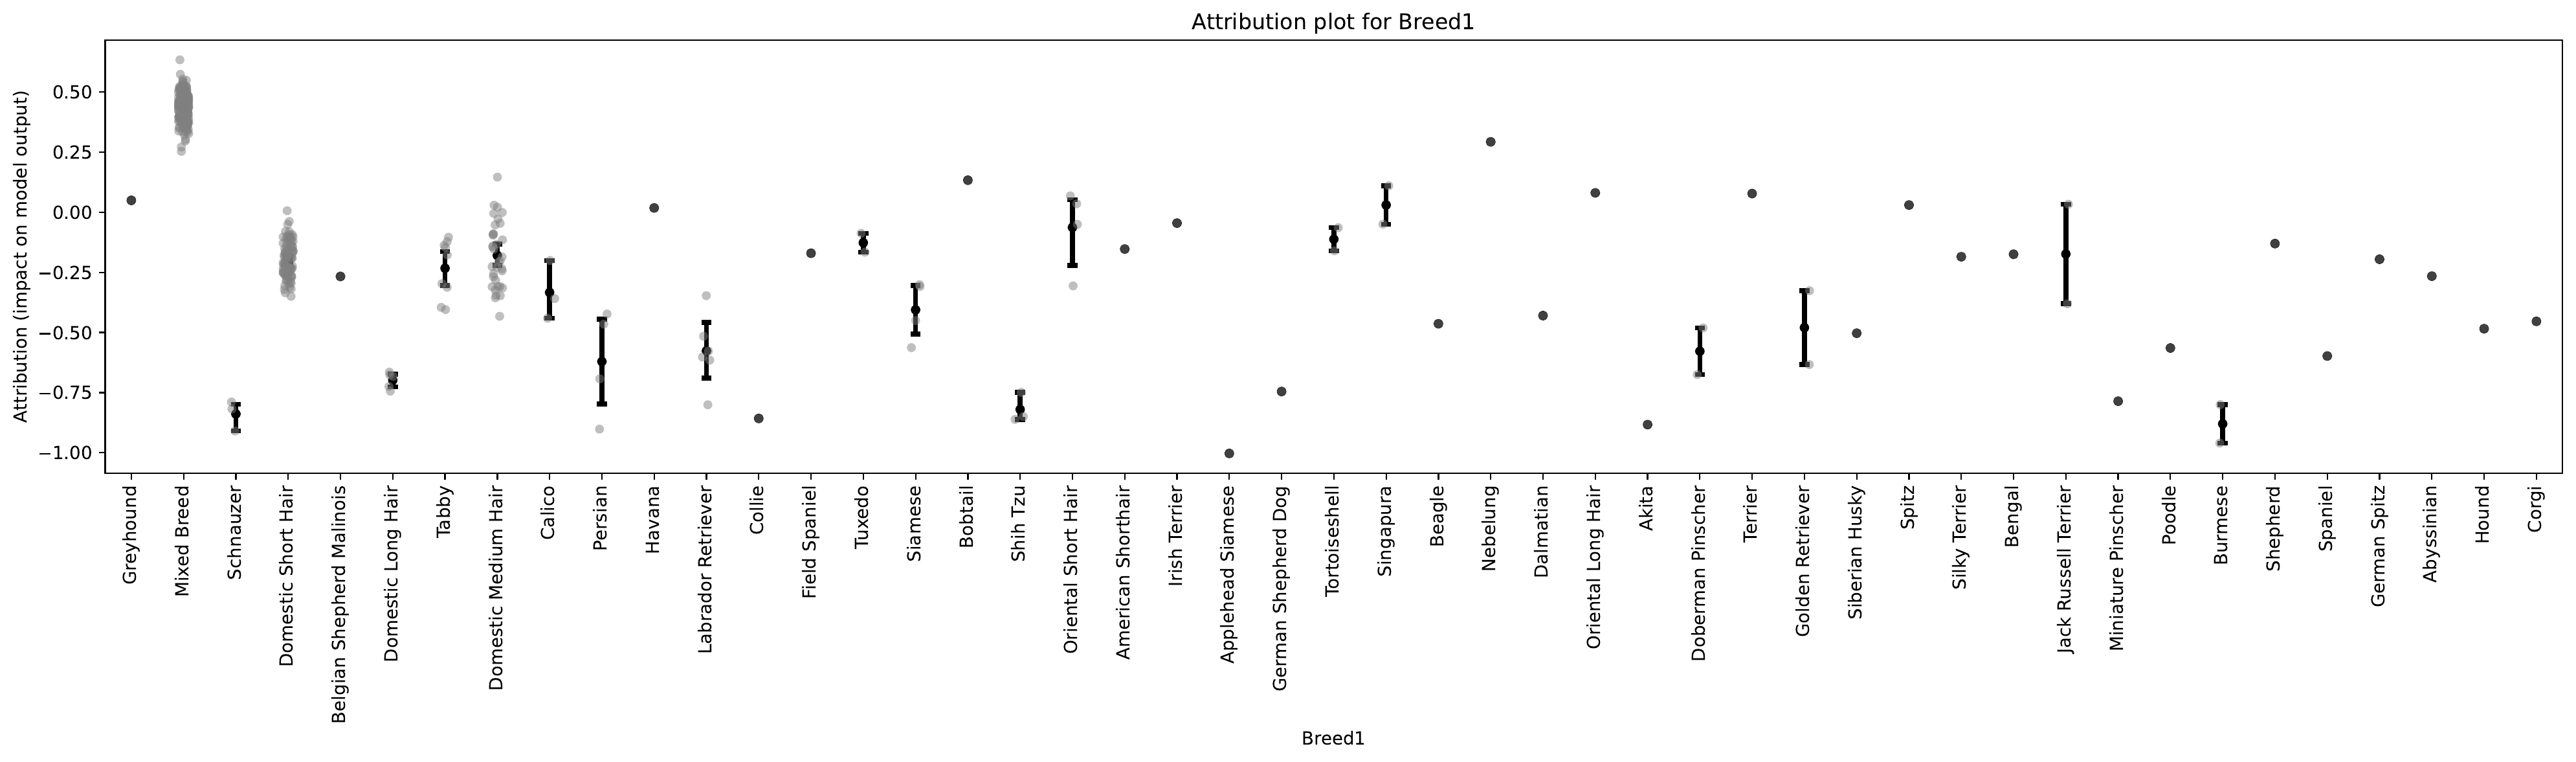 Attribution plot for Breed1
Attribution (impact on model output)
0.50
0.25
0.00
−0.25
−0.50
−0.75
−1.00
Greyhound
Mixed Breed
Schnauzer
Domestic Short Hair
Belgian Shepherd Malinois
Domestic Long Hair
Tabby
Domestic Medium Hair
Calico
Persian
Havana
Labrador Retriever
Collie
Field Spaniel
Tuxedo
Siamese
Bobtail
Shih Tzu
Oriental Short Hair
American Shorthair
Irish Terrier
Applehead Siamese
German Shepherd Dog
Tortoiseshell
Singapura
Beagle
Nebelung
Dalmatian
Oriental Long Hair
Akita
Doberman Pinscher
Terrier
Golden Retriever
Siberian Husky
Spitz
Silky Terrier
Bengal
Jack Russell Terrier
Miniature Pinscher
Poodle
Burmese
Shepherd
Spaniel
German Spitz
Abyssinian
Hound
Corgi
Breed1